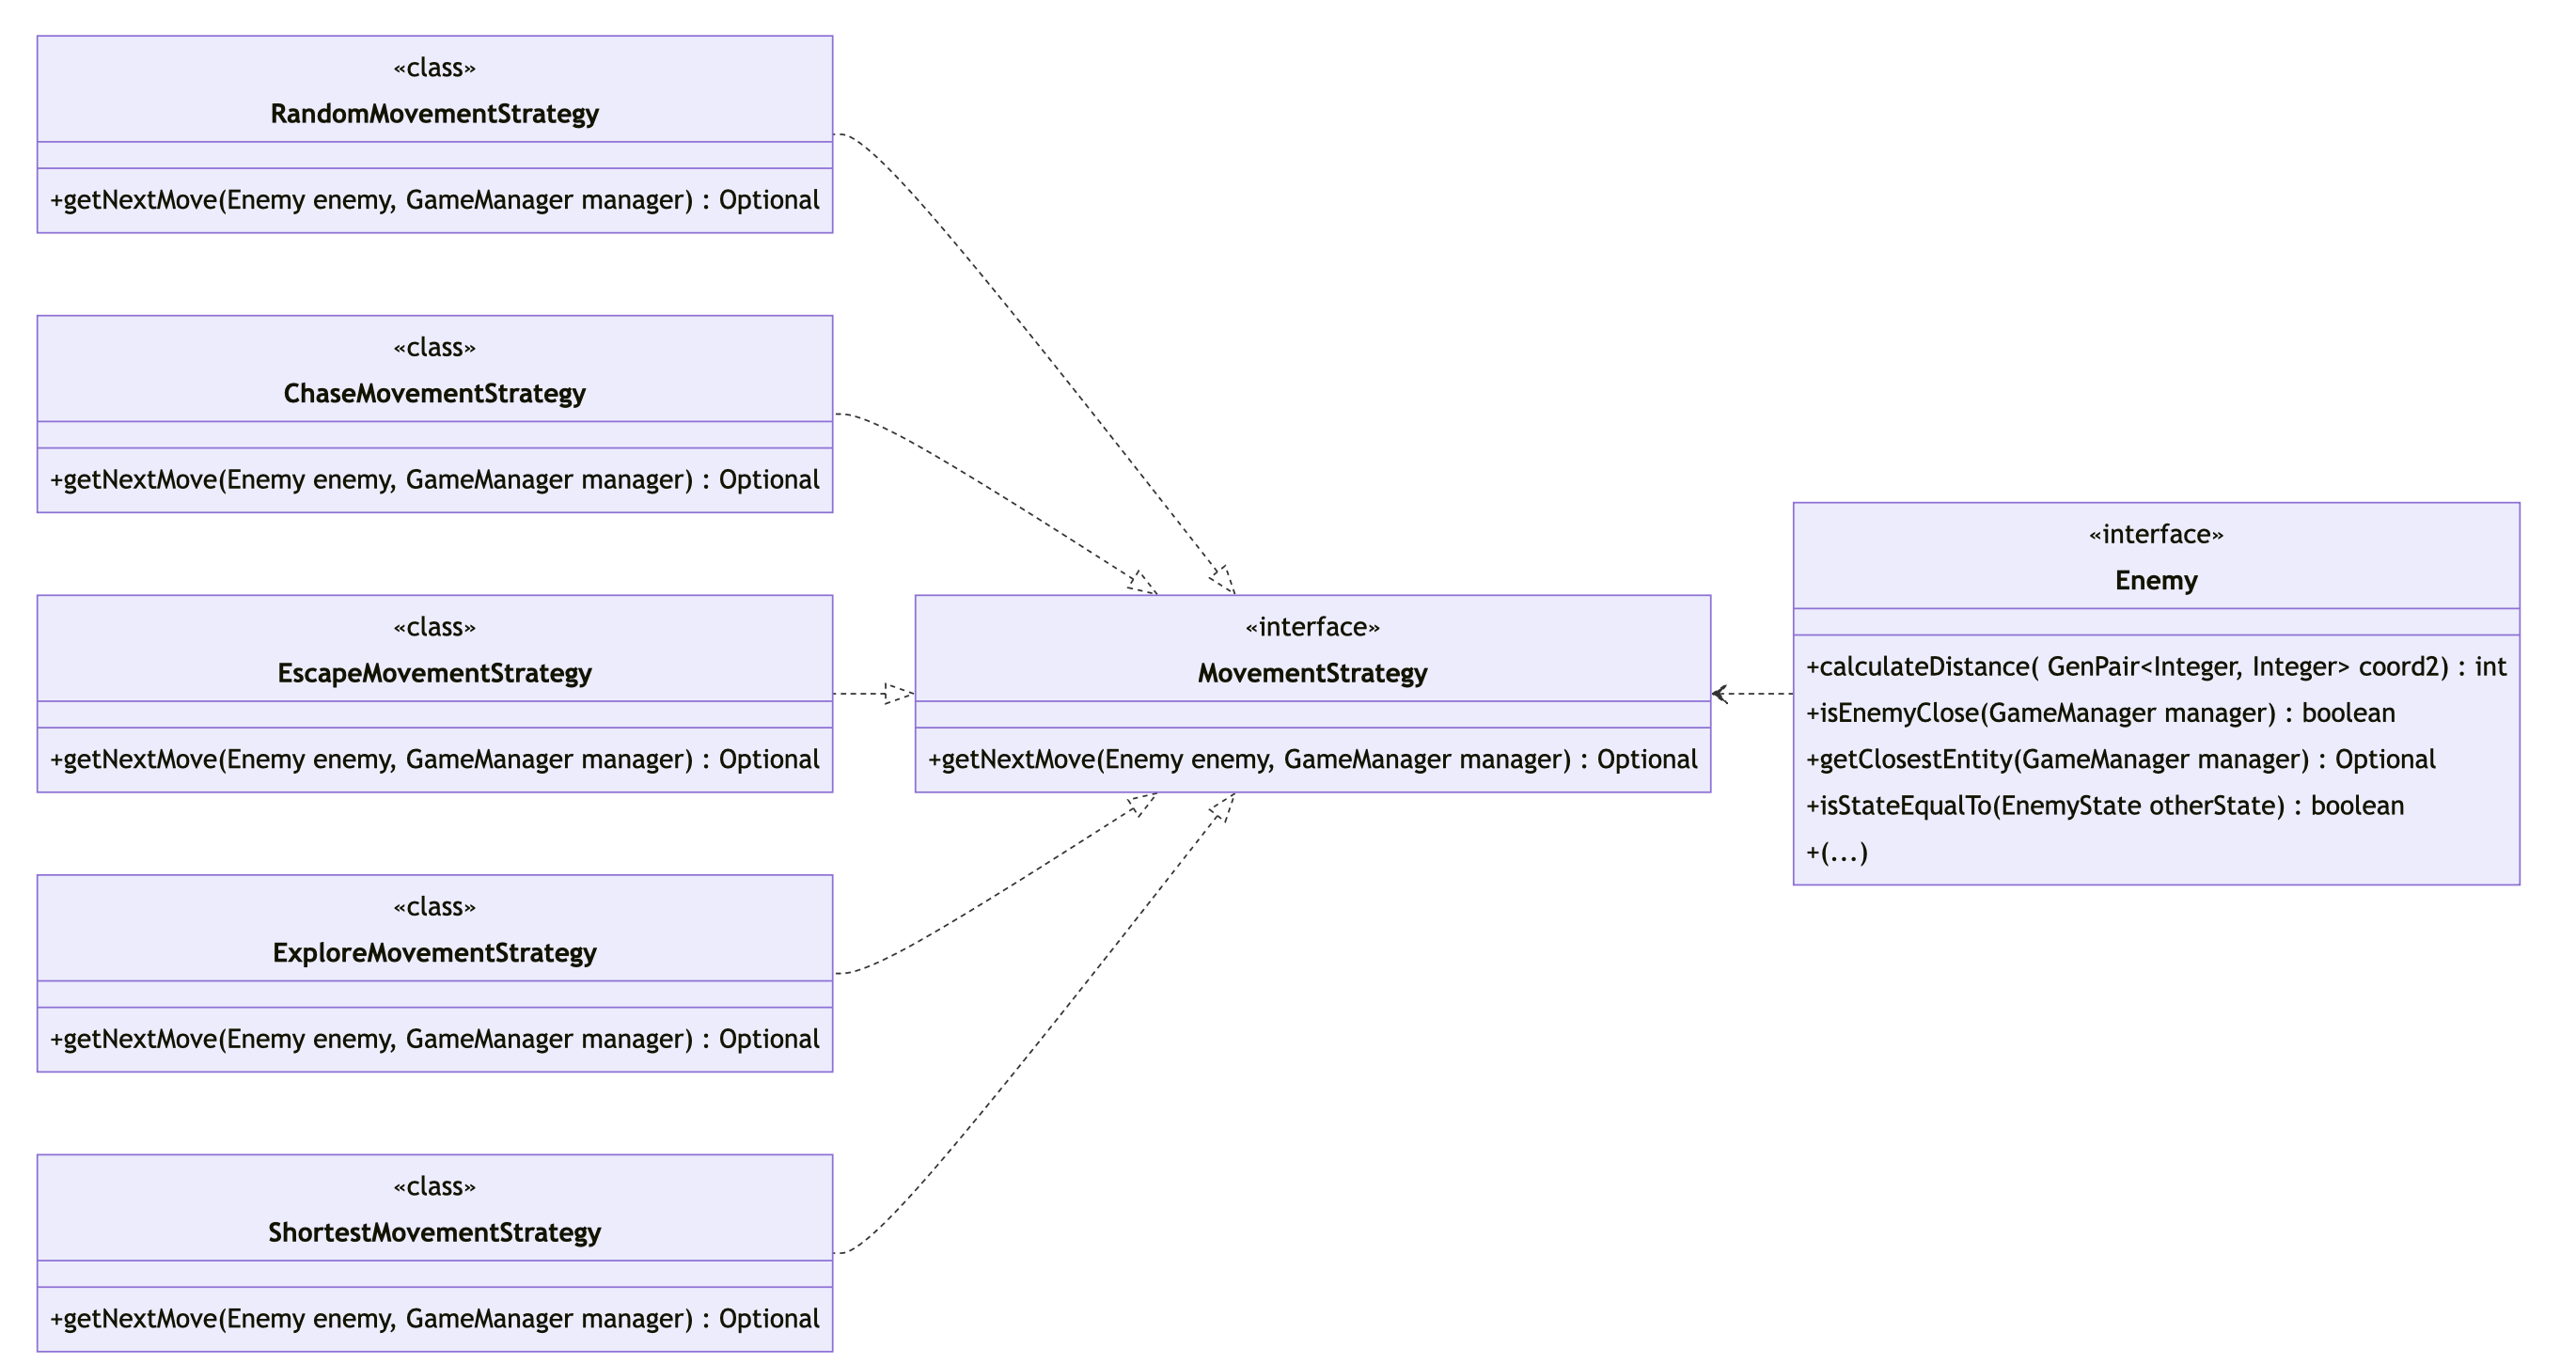 «class»
RandomMovementStrategy
+getNextMove(Enemy enemy, GameManager manager) : Optional
«class»
ChaseMovementStrategy
+getNextMove(Enemy enemy, GameManager manager) : Optional
«class»
EscapeMovementStrategy
+getNextMove(Enemy enemy, GameManager manager) : Optional
«class»
ExploreMovementStrategy
+getNextMove(Enemy enemy, GameManager manager) : Optional
«class»
ShortestMovementStrategy
+getNextMove(Enemy enemy, GameManager manager) : Optional
«interface»
MovementStrategy
+getNextMove(Enemy enemy, GameManager manager) : Optional
«interface»
Enemy
+calculateDistance( GenPair<Integer, Integer> coord2) : int
+isEnemyClose(GameManager manager) : boolean
+getClosestEntity(GameManager manager) : Optional
+isStateEqualTo(EnemyState otherState) : boolean
+(...)